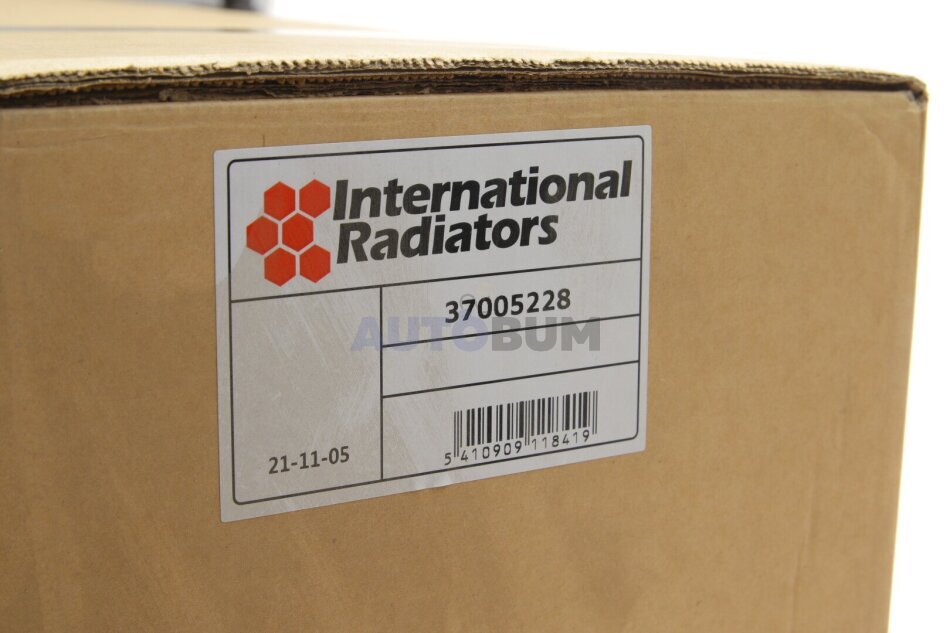 International
Radiators
37005228
AUTOBUM
21-11-05
5 410909 118419